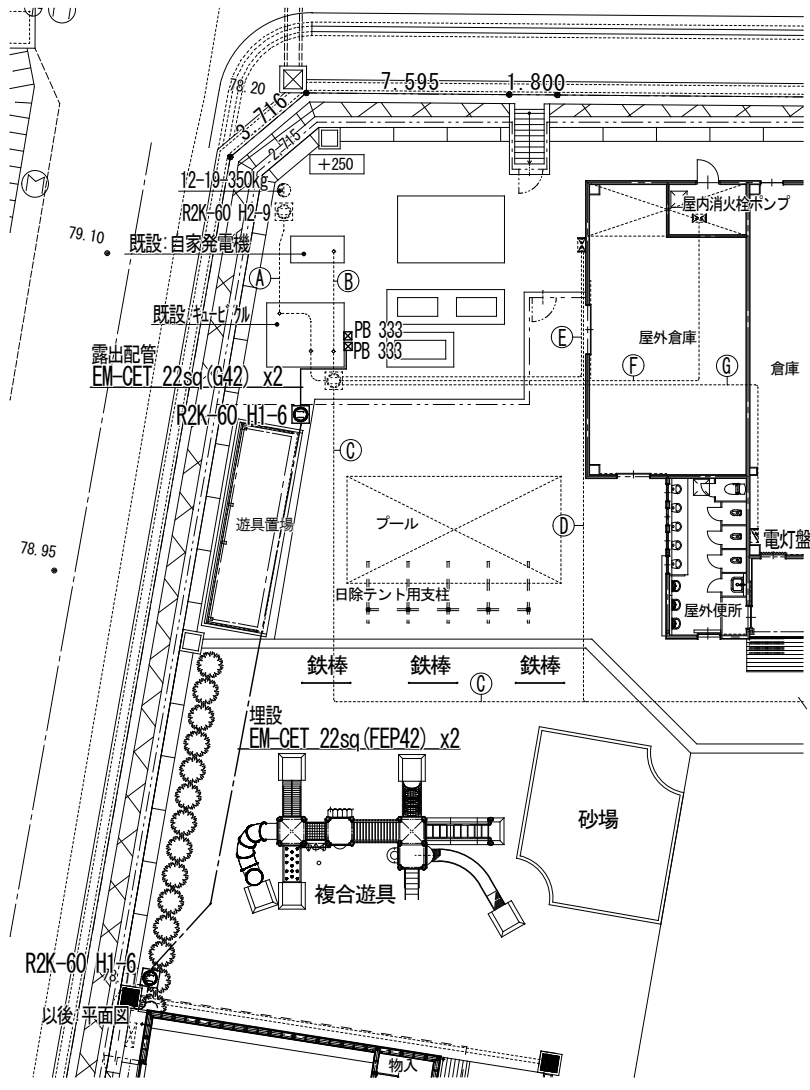 78.20
7.595
1.800
3.716
2.715
+250
12-19-350kg
R2K-60 H2-9
屋内消火栓ポンプ
79.10
既設:自家発電機
Ⓐ
Ⓑ
既設:キュービクル
PB 333
PB 333
Ⓔ
屋外倉庫
露出配管
EM-CET 22sq(G42) x2
Ⓕ
Ⓖ
倉庫
R2K-60 H1-6
Ⓒ
遊具置場
プール
Ⓓ
電灯盤
78.95
日除テント用支柱
屋外便所
鉄棒
鉄棒
鉄棒
Ⓒ
埋設
EM-CET 22sq(FEP42) x2
砂場
複合遊具
R2K-60 H1-6
以後:平面図
物入